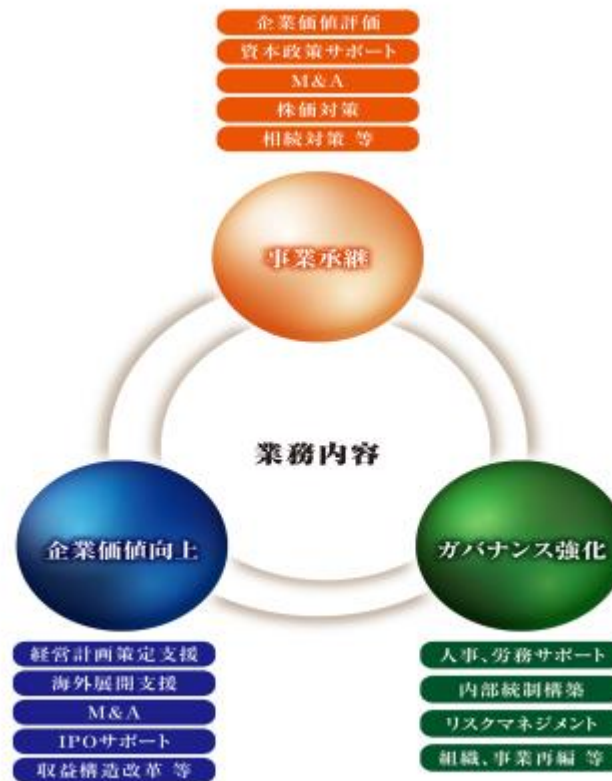 企業価値評価
資本政策サポート
M&A
株価対策
相続対策 等
事業承継
業務内容
企業価値向上
ガバナンス強化
経営計画策定支援
海外展開支援
M&A
IPOサポート
収益構造改革 等
人事、労務サポート
内部統制構築
リスクマネジメント
組織、事業再編 等